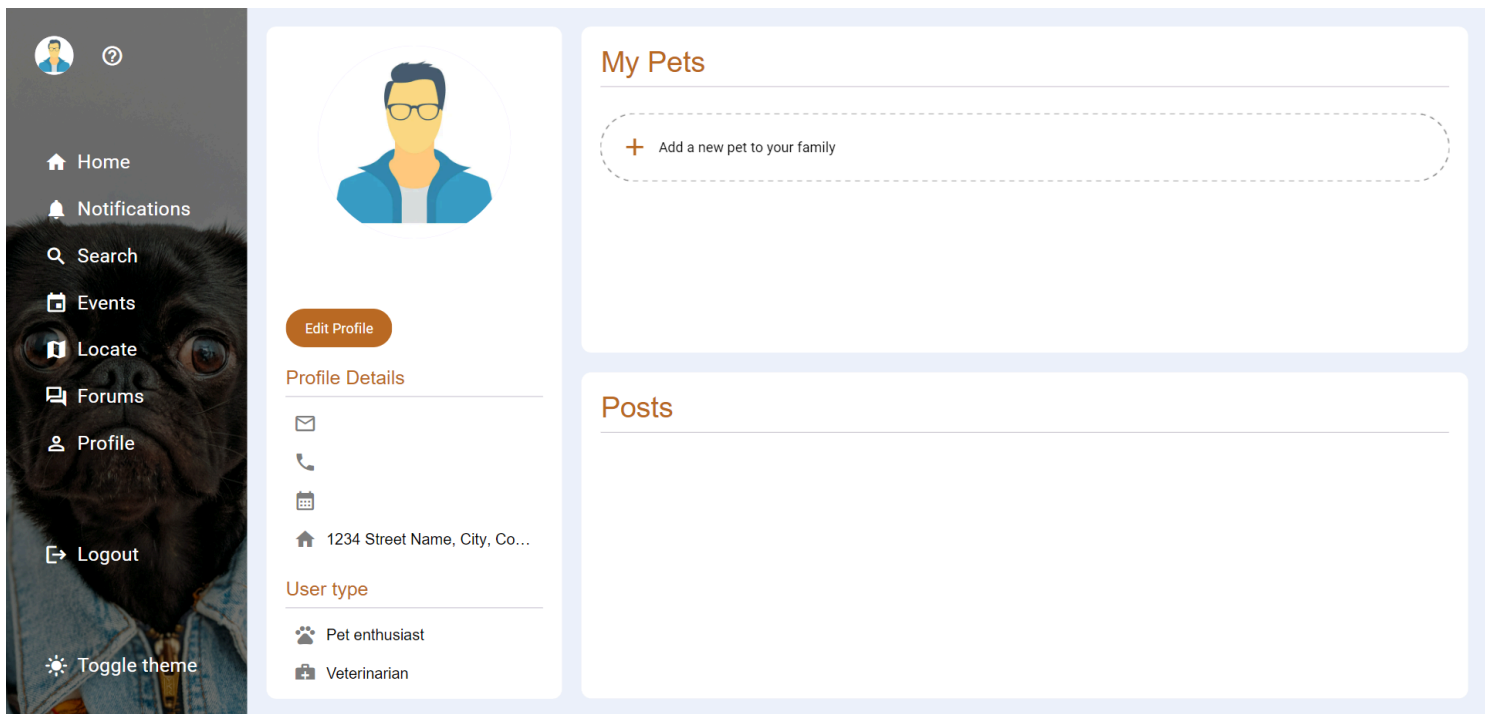 Home
Notifications
Search
Events
Locate
Forums
Profile
Logout
Toggle theme
Edit Profile
Profile Details
1234 Street Name, City, Co...
User type
Pet enthusiast
Veterinarian
My Pets
Add a new pet to your family
Posts